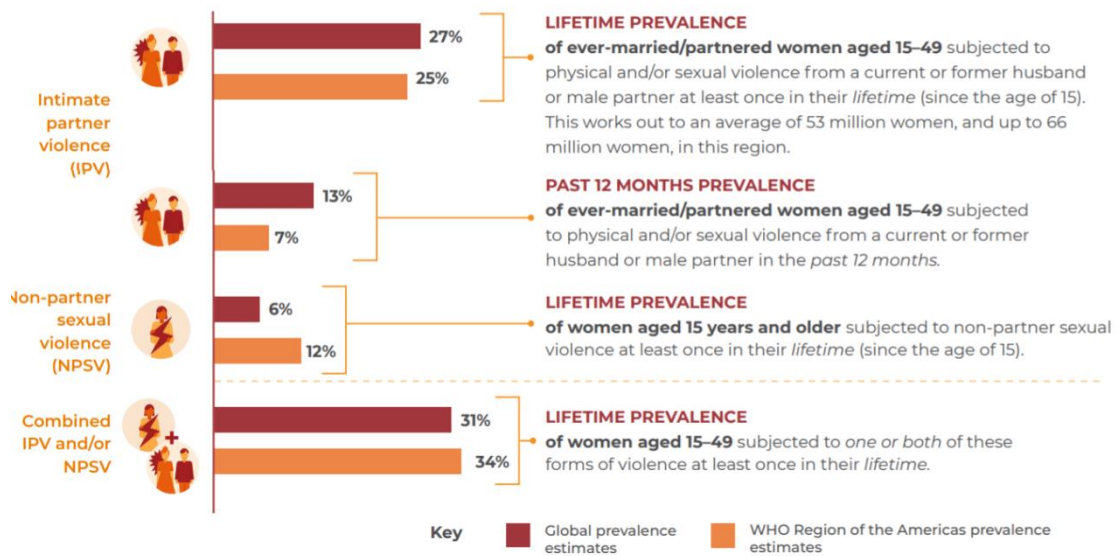 27%
25%
Intimate
partner
violence
(IPV)
LIFETIME PREVALENCE
of ever-married/partnered women aged 15–49 subjected to
physical and/or sexual violence from a current or former husband
or male partner at least once in their lifetime (since the age of 15).
This works out to an average of 53 million women, and up to 66
million women, in this region.
13%
7%
PAST 12 MONTHS PREVALENCE
of ever-married/partnered women aged 15–49 subjected
to physical and/or sexual violence from a current or former
husband or male partner in the past 12 months.
Non-partner
sexual
violence
(NPSV)
6%
12%
LIFETIME PREVALENCE
of women aged 15 years and older subjected to non-partner sexual
violence at least once in their lifetime (since the age of 15).
Combined
IPV and/or
NPSV
+
31%
34%
LIFETIME PREVALENCE
of women aged 15–49 subjected to one or both of these
forms of violence at least once in their lifetime.
Key
Global prevalence
estimates
WHO Region of the Americas prevalence
estimates